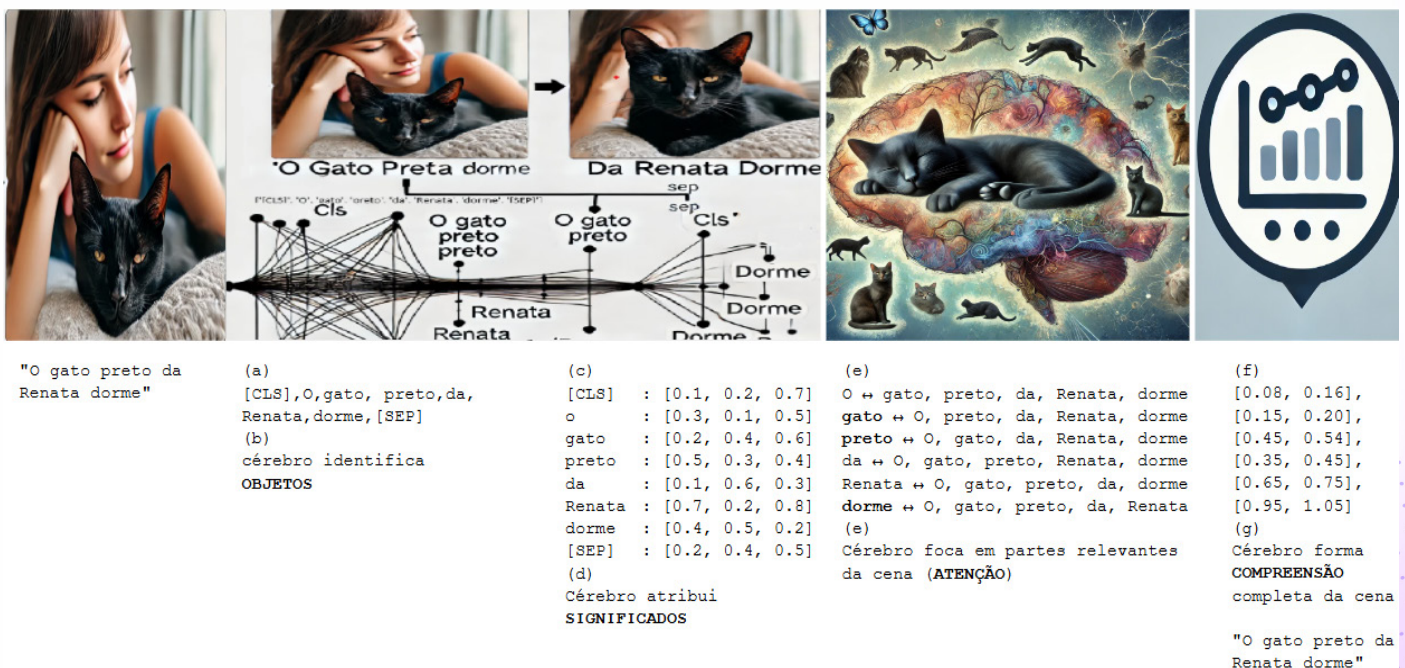 "O Gato Preta dorme
Da Renata Dorme
sep
["[CLS]", "O", "gato", "preto", "da", "Renata", "dorme", "[SEP]"]
Cls
O gato
preto
preto
O gato
preto
sep
Cls"
Dorme
Dorme
Dorme
Renata
Renata
"O gato preto da
Renata dorme"
(a)
[CLS],O,gato, preto,da,
Renata,dorme,[SEP]
(b)
cérebro identifica
OBJETOS
(c)
[CLS] : [0.1, 0.2, 0.7]
o : [0.3, 0.1, 0.5]
gato : [0.2, 0.4, 0.6]
preto : [0.5, 0.3, 0.4]
da : [0.1, 0.6, 0.3]
Renata : [0.7, 0.2, 0.8]
dorme : [0.4, 0.5, 0.2]
[SEP] : [0.2, 0.4, 0.5]
(d)
Cérebro atribui
SIGNIFICADOS
(e)
O ↔ gato, preto, da, Renata, dorme
gato ↔ O, preto, da, Renata, dorme
preto ↔ O, gato, da, Renata, dorme
da ↔ O, gato, preto, Renata, dorme
Renata ↔ O, gato, preto, da, dorme
dorme ↔ O, gato, preto, da, Renata
(e)
Cérebro foca em partes relevantes
da cena (ATENÇÃO)
(f)
[0.08, 0.16],
[0.15, 0.20],
[0.45, 0.54],
[0.35, 0.45],
[0.65, 0.75],
[0.95, 1.05]
(g)
Cérebro forma
COMPREENSÃO
completa da cena
"O gato preto da
Renata dorme"